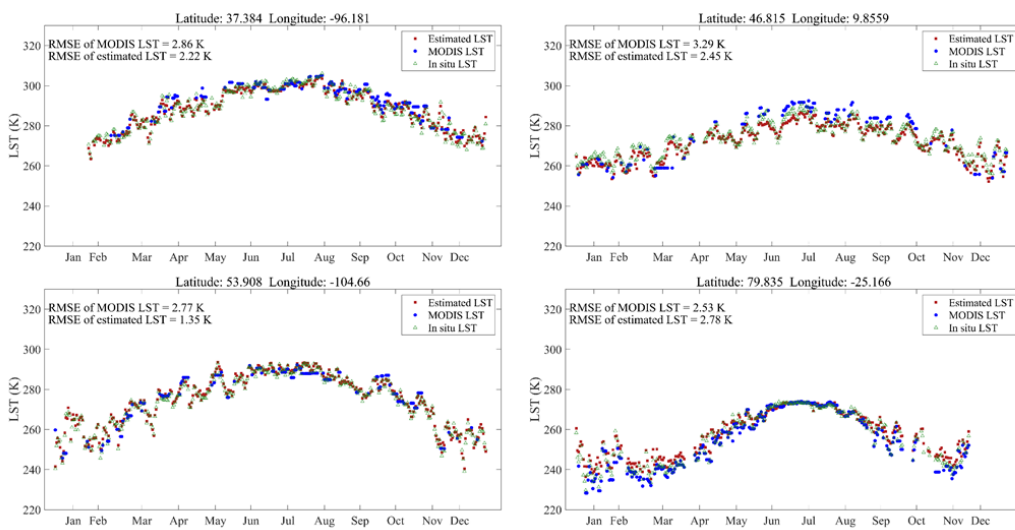 Latitude: 37.384 Longitude: -96.181
RMSE of MODIS LST = 2.86 K
RMSE of estimated LST = 2.22 K
Estimated LST
MODIS LST
In situ LST
LST (K)
320
300
280
260
240
220
Jan Feb Mar Apr May Jun Jul Aug Sep Oct Nov Dec
Latitude: 46.815 Longitude: 9.8559
RMSE of MODIS LST = 3.29 K
RMSE of estimated LST = 2.45 K
Estimated LST
MODIS LST
In situ LST
LST (K)
320
300
280
260
240
220
Jan Feb Mar Apr May Jun Jul Aug Sep Oct Nov Dec
Latitude: 53.908 Longitude: -104.66
RMSE of MODIS LST = 2.77 K
RMSE of estimated LST = 1.35 K
Estimated LST
MODIS LST
In situ LST
LST (K)
320
300
280
260
240
220
Jan Feb Mar Apr May Jun Jul Aug Sep Oct Nov Dec
Latitude: 79.835 Longitude: -25.166
RMSE of MODIS LST = 2.53 K
RMSE of estimated LST = 2.78 K
Estimated LST
MODIS LST
In situ LST
LST (K)
320
300
280
260
240
220
Jan Feb Mar Apr May Jun Jul Aug Sep Oct Nov Dec